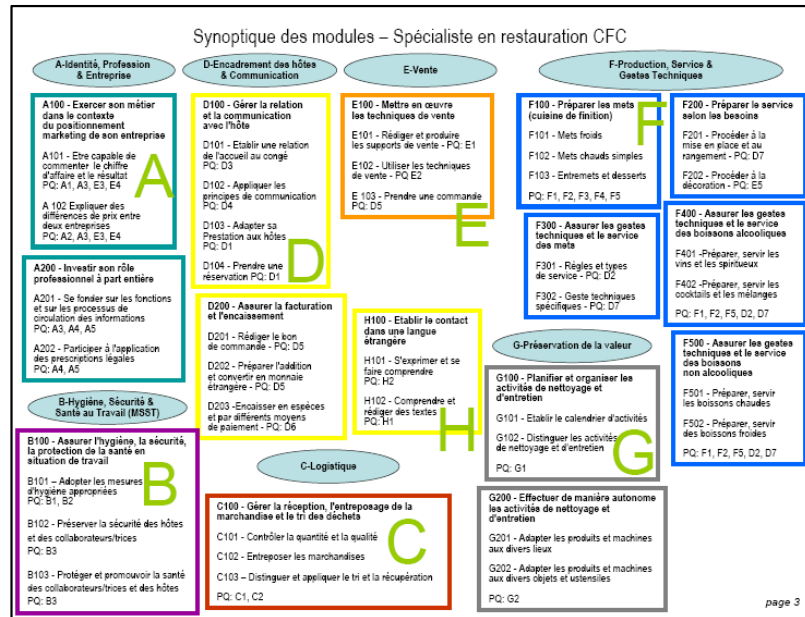 Synoptique des modules – Spécialiste en restauration CFC
A-Identité, Profession
& Entreprise
A100 - Exercer son métier
dans le contexte
du positionnement
marketing de son entreprise
A101 - Etre capable de
commenter le chiffre
d'affaire et le résultat
PQ: A1, A3, E3, E4
A 102 Expliquer des
différences de prix entre
deux entreprises
PQ: A2, A3, E3, E4
A
A200 - Investir son rôle
professionnel à part entière
A201 - Se fonder sur les fonctions
et sur les processus de
circulation des informations
PQ: A3, A4, A5
A202 - Participer à l'application
des prescriptions légales
PQ: A4, A5
B-Hygiène, Sécurité &
Santé au Travail (MSST)
B100 - Assurer l'hygiène, la sécurité,
la protection de la santé en
situation de travail
B101 – Adopter les mesures
d'hygiène appropriées
PQ: B1, B2
B102 - Préserver la sécurité des hôtes
et des collaborateurs/trices
PQ: B3
B103 - Protéger et promouvoir la santé
des collaborateurs/trices et des hôtes
PQ: B3
B
D-Encadrement des hôtes
& Communication
D100 - Gérer la relation
et la communication
avec l'hôte
D101 - Etablir une relation
de l'accueil au congé
PQ: D3
D102 - Appliquer les
principes de communication
PQ: D4
D103 - Adapter sa
Prestation aux hôtes
PQ: D1
D104 - Prendre une
réservation PQ: D1
D
D200 - Assurer la facturation
et l'encaissement
D201 - Rédiger le bon
de commande - PQ: D5
D202 - Préparer l'addition
et convertir en monnaie
étrangère - PQ: D5
D203 -Encaisser en espèces
et par différents moyens
de paiement - PQ: D6
C-Logistique
C100 - Gérer la réception, l'entreposage de la
marchandise et le tri des déchets
C101 - Contrôler la quantité et la qualité
C102 - Entreposer les marchandises
C103 – Distinguer et appliquer le tri et la récupération
PQ: C1, C2
C
E-Vente
E100 - Mettre en œuvre
les techniques de vente
E101 - Rédiger et produire
les supports de vente - PQ: E1
E102 - Utiliser les techniques
de vente - PQ E2
E 103 - Prendre une commande
PQ: D5
E
H100 - Etablir le contact
dans une langue
étrangère
H101 - S'exprimer et se
faire comprendre
PQ: H2
H102 - Comprendre et
rédiger des textes
PQ: H1
H
F-Production, Service &
Gestes Techniques
F100 - Préparer les mets
(cuisine de finition)
F101 - Mets froids
F102 - Mets chauds simples
F103 - Entremets et desserts
PQ: F1, F2, F3, F4, F5
F
F200 - Préparer le service
selon les besoins
F201 - Procéder à la
mise en place et au
rangement - PQ: D7
F202 - Procéder à la
décoration - PQ: E5
F300 - Assurer les gestes
techniques et le service
des mets
F301 - Règles et types
de service - PQ: D2
F302 - Geste techniques
spécifiques - PQ: D7
F400 - Assurer les gestes
techniques et le service
des boissons alcooliques
F401 -Préparer, servir les
vins et les spiritueux
F402 -Préparer, servir les
cocktails et les mélanges
PQ: F1, F2, F5, D2, D7
F500 - Assurer les gestes
techniques et le service
des boissons
non alcooliques
F501 - Préparer, servir
les boissons chaudes
F502 - Préparer, servir
des boissons froides
PQ: F1, F2, F5, D2, D7
G-Préservation de la valeur
G100 - Planifier et organiser les
activités de nettoyage et
d'entretien
G101 - Etablir le calendrier d'activités
G102 - Distinguer les activités
de nettoyage et d'entretien
PQ: G1
G
G200 - Effectuer de manière autonome
les activités de nettoyage et
d'entretien
G201 - Adapter les produits et machines
aux divers lieux
G202 - Adapter les produits et machines
aux divers objets et ustensiles
PQ: G2
page 3